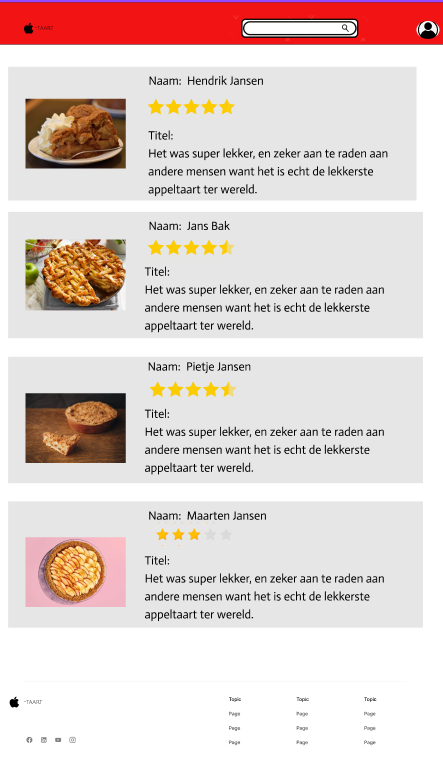 -TAART
Naam: Hendrik Jansen
Titel:
Het was super lekker, en zeker aan te raden aan
andere mensen want het is echt de lekkerste
appeltaart ter wereld.
Naam: Jans Bak
Titel:
Het was super lekker, en zeker aan te raden aan
andere mensen want het is echt de lekkerste
appeltaart ter wereld.
Naam: Pietje Jansen
Titel:
Het was super lekker, en zeker aan te raden aan
andere mensen want het is echt de lekkerste
appeltaart ter wereld.
Naam: Maarten Jansen
Titel:
Het was super lekker, en zeker aan te raden aan
andere mensen want het is echt de lekkerste
appeltaart ter wereld.
-TAART
Topic Topic Topic
Page Page Page
Page Page Page
Page Page Page